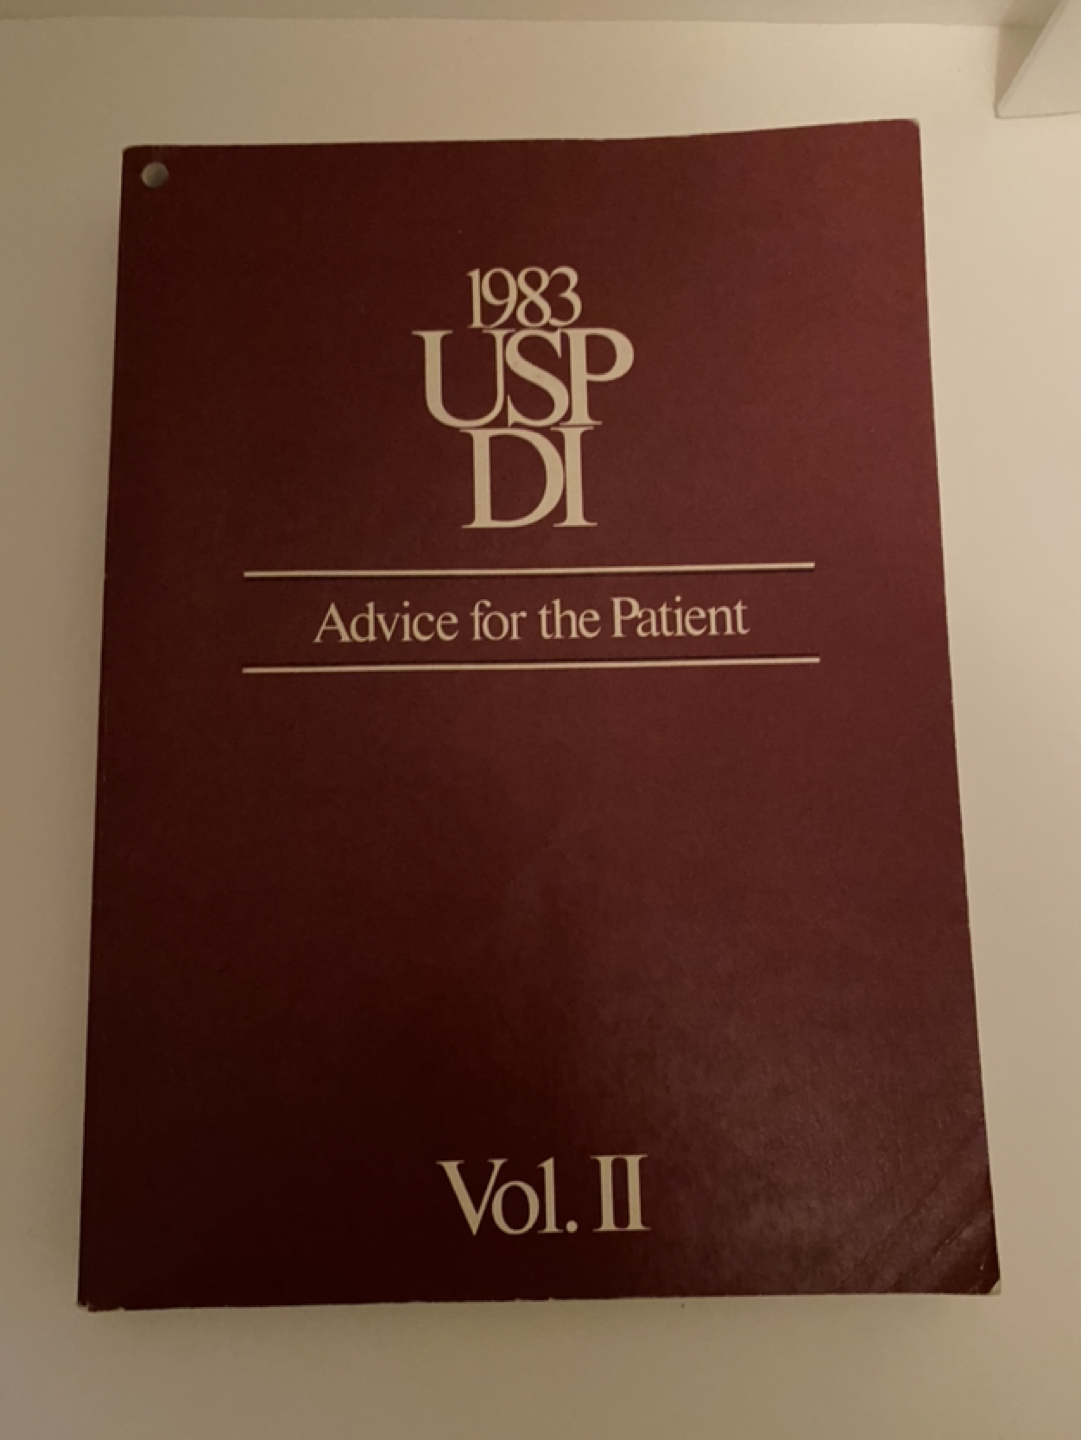 1983
USP
DI
Advice for the Patient
Vol. II